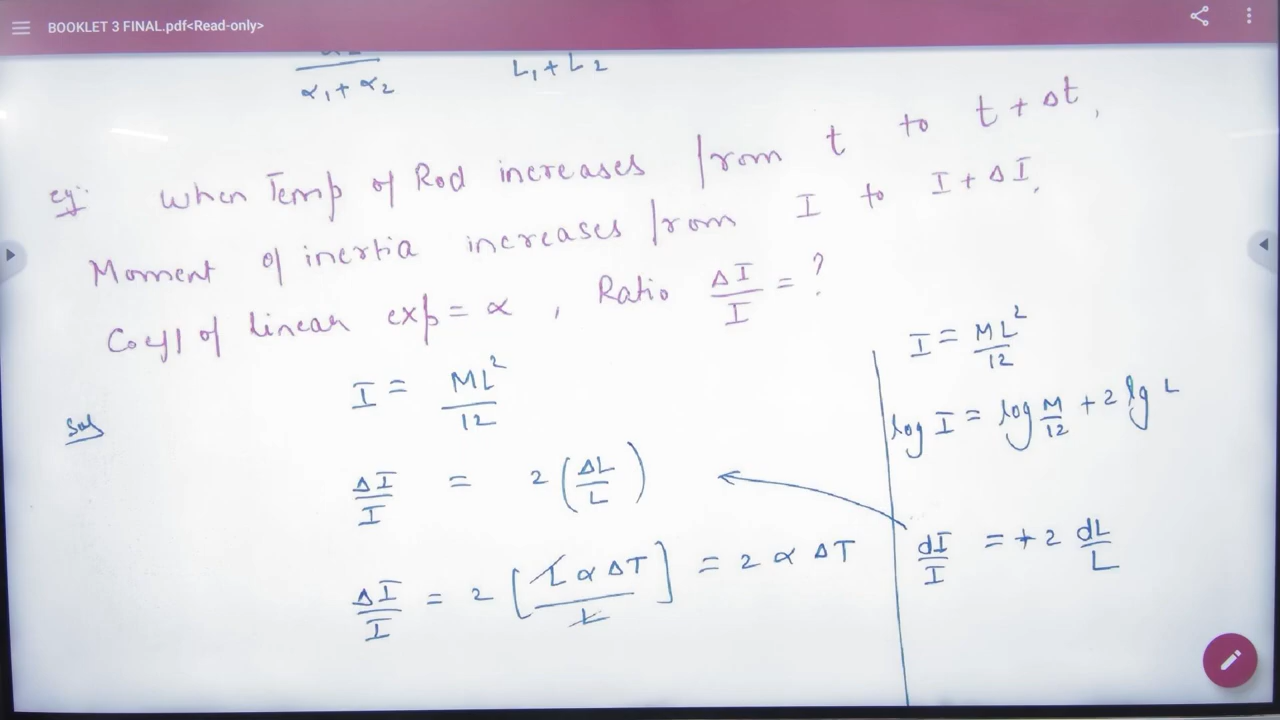 BOOKLET 3 FINAL.pdf<Read-only>
α₁ + α₂ L₁ + L₂
eg: When Temp of Rod increases from t to t + Δt,
Moment of inertia increases from I to I + ΔI,
Coeff of linear exp = α , Ratio ΔI/I = ?
Sol
I = ML²/12
ΔI/I = 2 (ΔL/L)
ΔI/I = 2 [L α ΔT / L] = 2 α ΔT
I = ML²/12
log I = log M/12 + 2 lg L
dI/I = + 2 dL/L